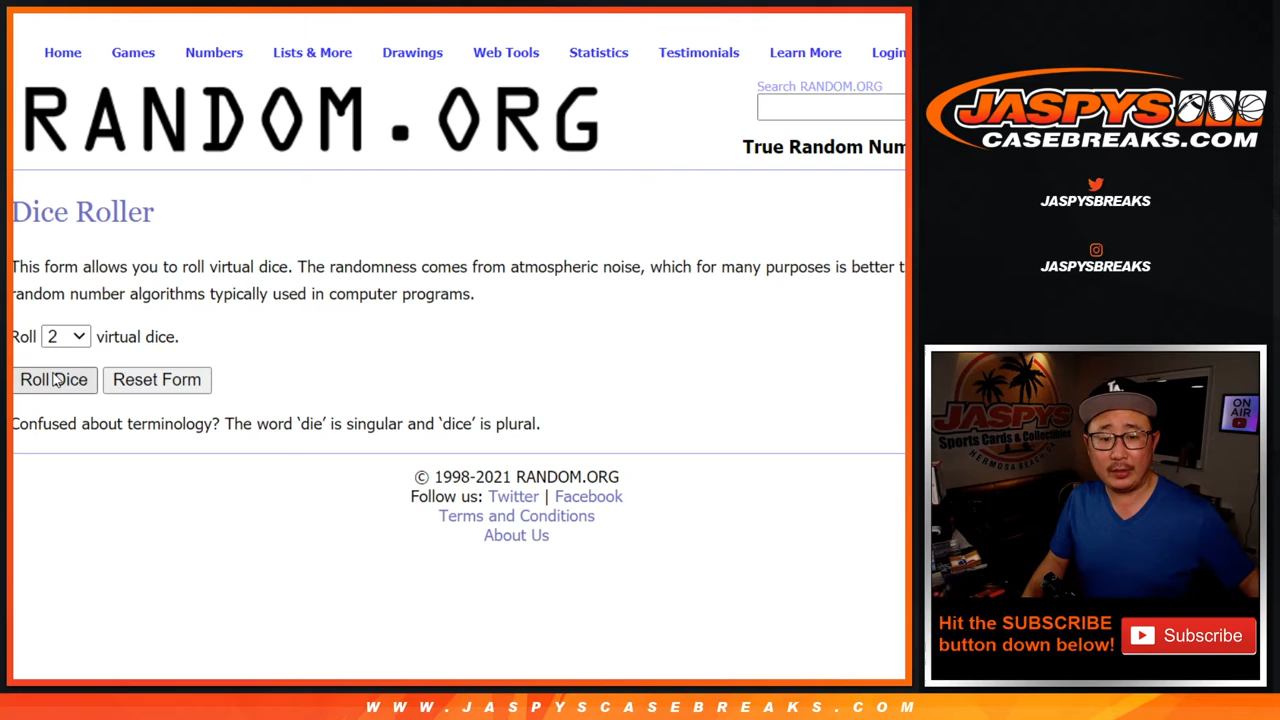 Home Games Numbers Lists & More Drawings Web Tools Statistics Testimonials Learn More Login
RANDOM.ORG
Search RANDOM.ORG
True Random Num
Dice Roller
This form allows you to roll virtual dice. The randomness comes from atmospheric noise, which for many purposes is better t
random number algorithms typically used in computer programs.
Roll 2 virtual dice.
Roll Dice Reset Form
Confused about terminology? The word ‘die’ is singular and ‘dice’ is plural.
© 1998-2021 RANDOM.ORG
Follow us: Twitter | Facebook
Terms and Conditions
About Us
JASPYS
CASEBREAKS.COM
JASPYSBREAKS
JASPYSBREAKS
JASPYS
Sports Cards & Collectibles
HERMOSA BEACH, CA
ON
AIR
LA
Hit the SUBSCRIBE
button down below!
Subscribe
WWW.JASPYSCASEBREAKS.COM